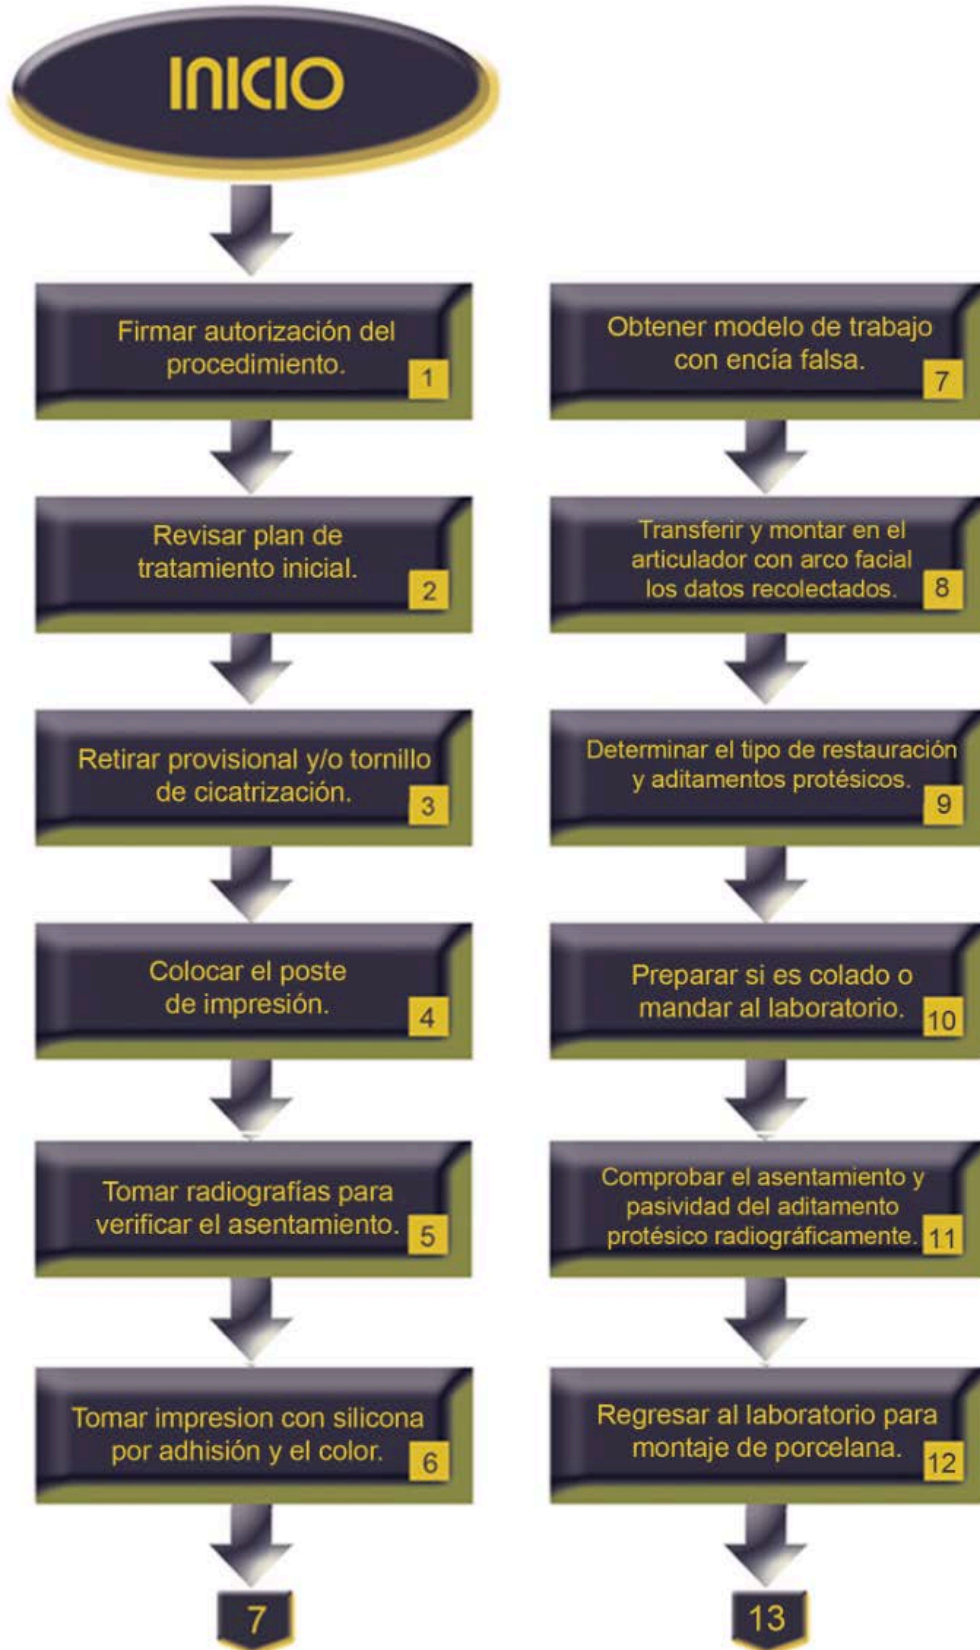 INICIO
Firmar autorización del
procedimiento.
1
Revisar plan de
tratamiento inicial.
2
Retirar provisional y/o tornillo
de cicatrización.
3
Colocar el poste
de impresión.
4
Tomar radiografías para
verificar el asentamiento.
5
Tomar impresion con silicona
por adhisión y el color.
6
7
Obtener modelo de trabajo
con encía falsa.
7
Transferir y montar en el
articulador con arco facial
los datos recolectados.
8
Determinar el tipo de restauración
y aditamentos protésicos.
9
Preparar si es colado o
mandar al laboratorio.
10
Comprobar el asentamiento y
pasividad del aditamento
protésico radiográficamente.
11
Regresar al laboratorio para
montaje de porcelana.
12
13